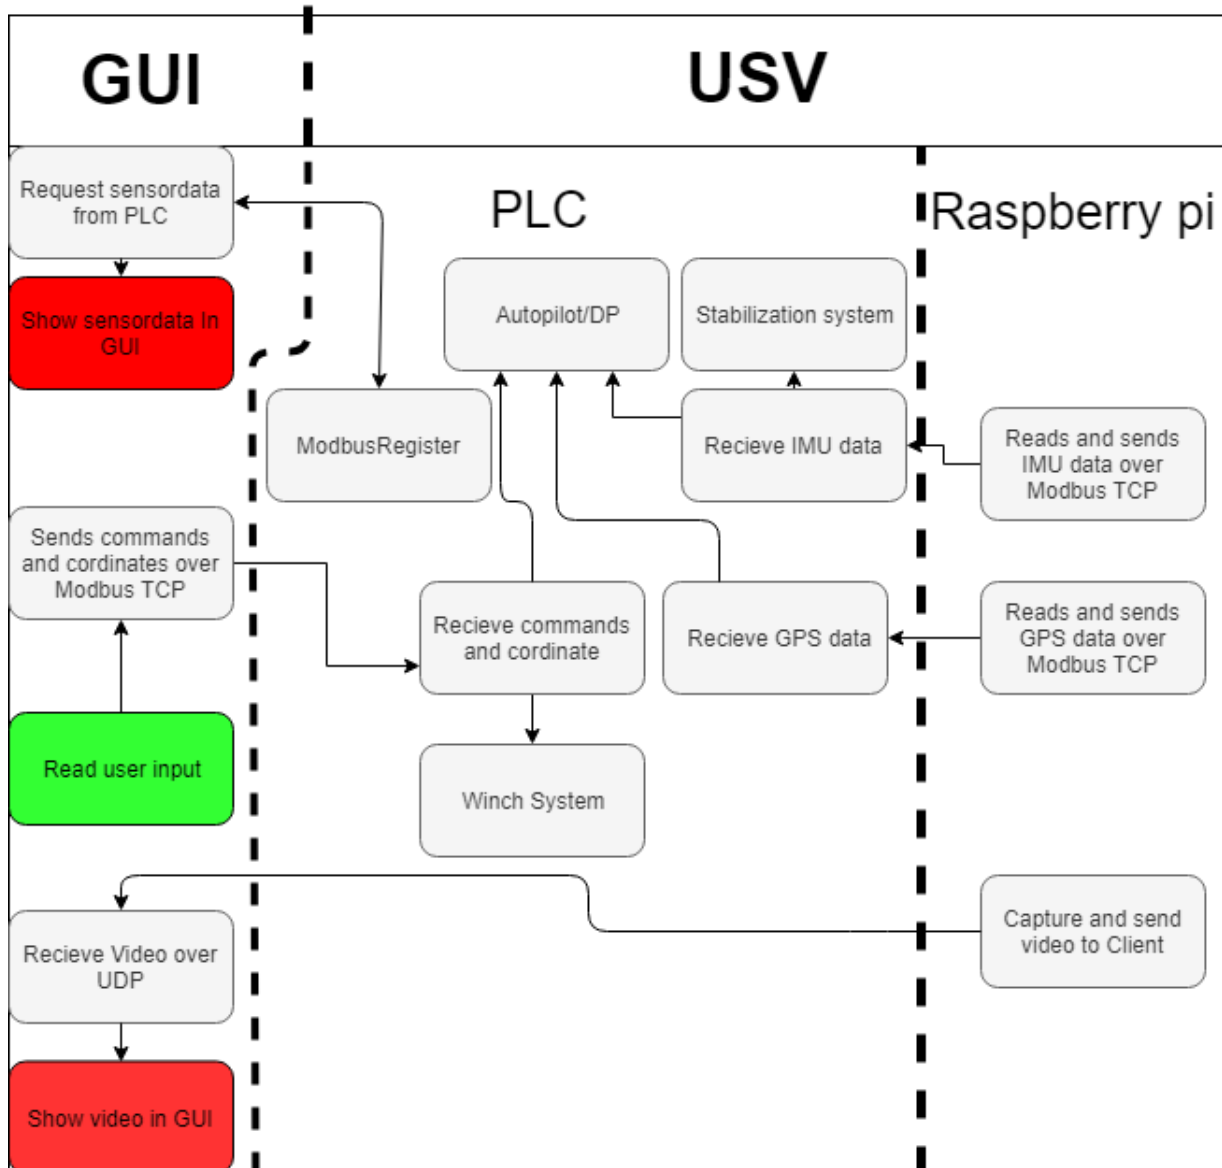 GUI
USV
Request sensordata
from PLC
PLC
Raspberry pi
Show sensordata In
GUI
Autopilot/DP
Stabilization system
ModbusRegister
Recieve IMU data
Reads and sends
IMU data over
Modbus TCP
Sends commands
and cordinates over
Modbus TCP
Recieve commands
and cordinate
Recieve GPS data
Reads and sends
GPS data over
Modbus TCP
Read user input
Winch System
Recieve Video over
UDP
Capture and send
video to Client
Show video in GUI